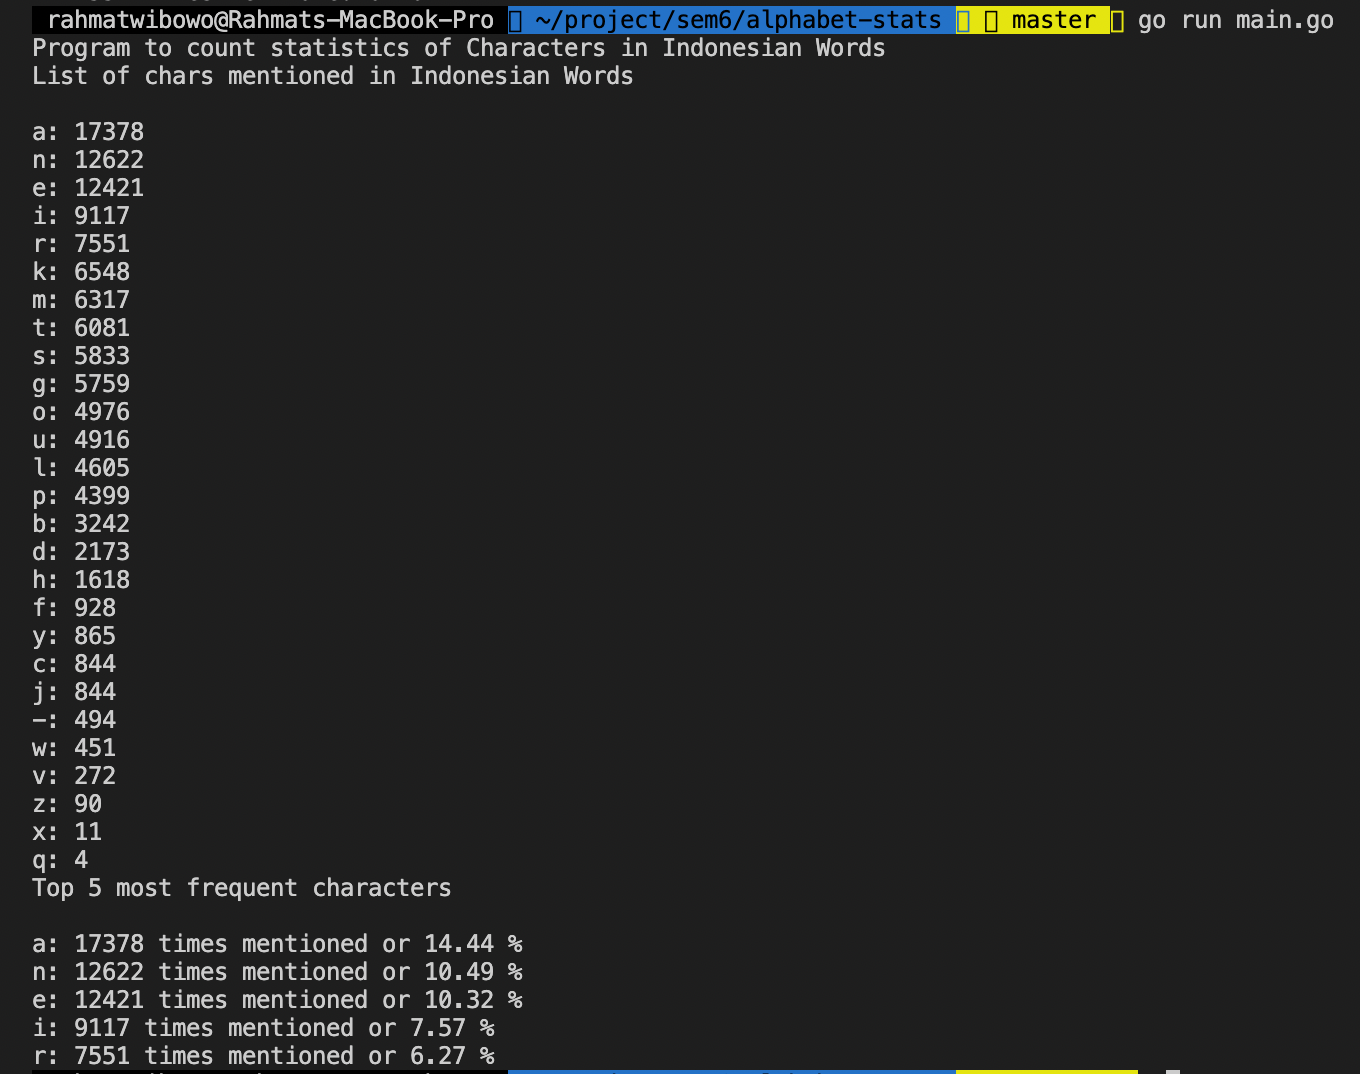 rahmatwibowo@Rahmats-MacBook-Pro ~/project/sem6/alphabet-stats master go run main.go
Program to count statistics of Characters in Indonesian Words
List of chars mentioned in Indonesian Words
a: 17378
n: 12622
e: 12421
i: 9117
r: 7551
k: 6548
m: 6317
t: 6081
s: 5833
g: 5759
o: 4976
u: 4916
l: 4605
p: 4399
b: 3242
d: 2173
h: 1618
f: 928
y: 865
c: 844
j: 844
-: 494
w: 451
v: 272
z: 90
x: 11
q: 4
Top 5 most frequent characters
a: 17378 times mentioned or 14.44 %
n: 12622 times mentioned or 10.49 %
e: 12421 times mentioned or 10.32 %
i: 9117 times mentioned or 7.57 %
r: 7551 times mentioned or 6.27 %